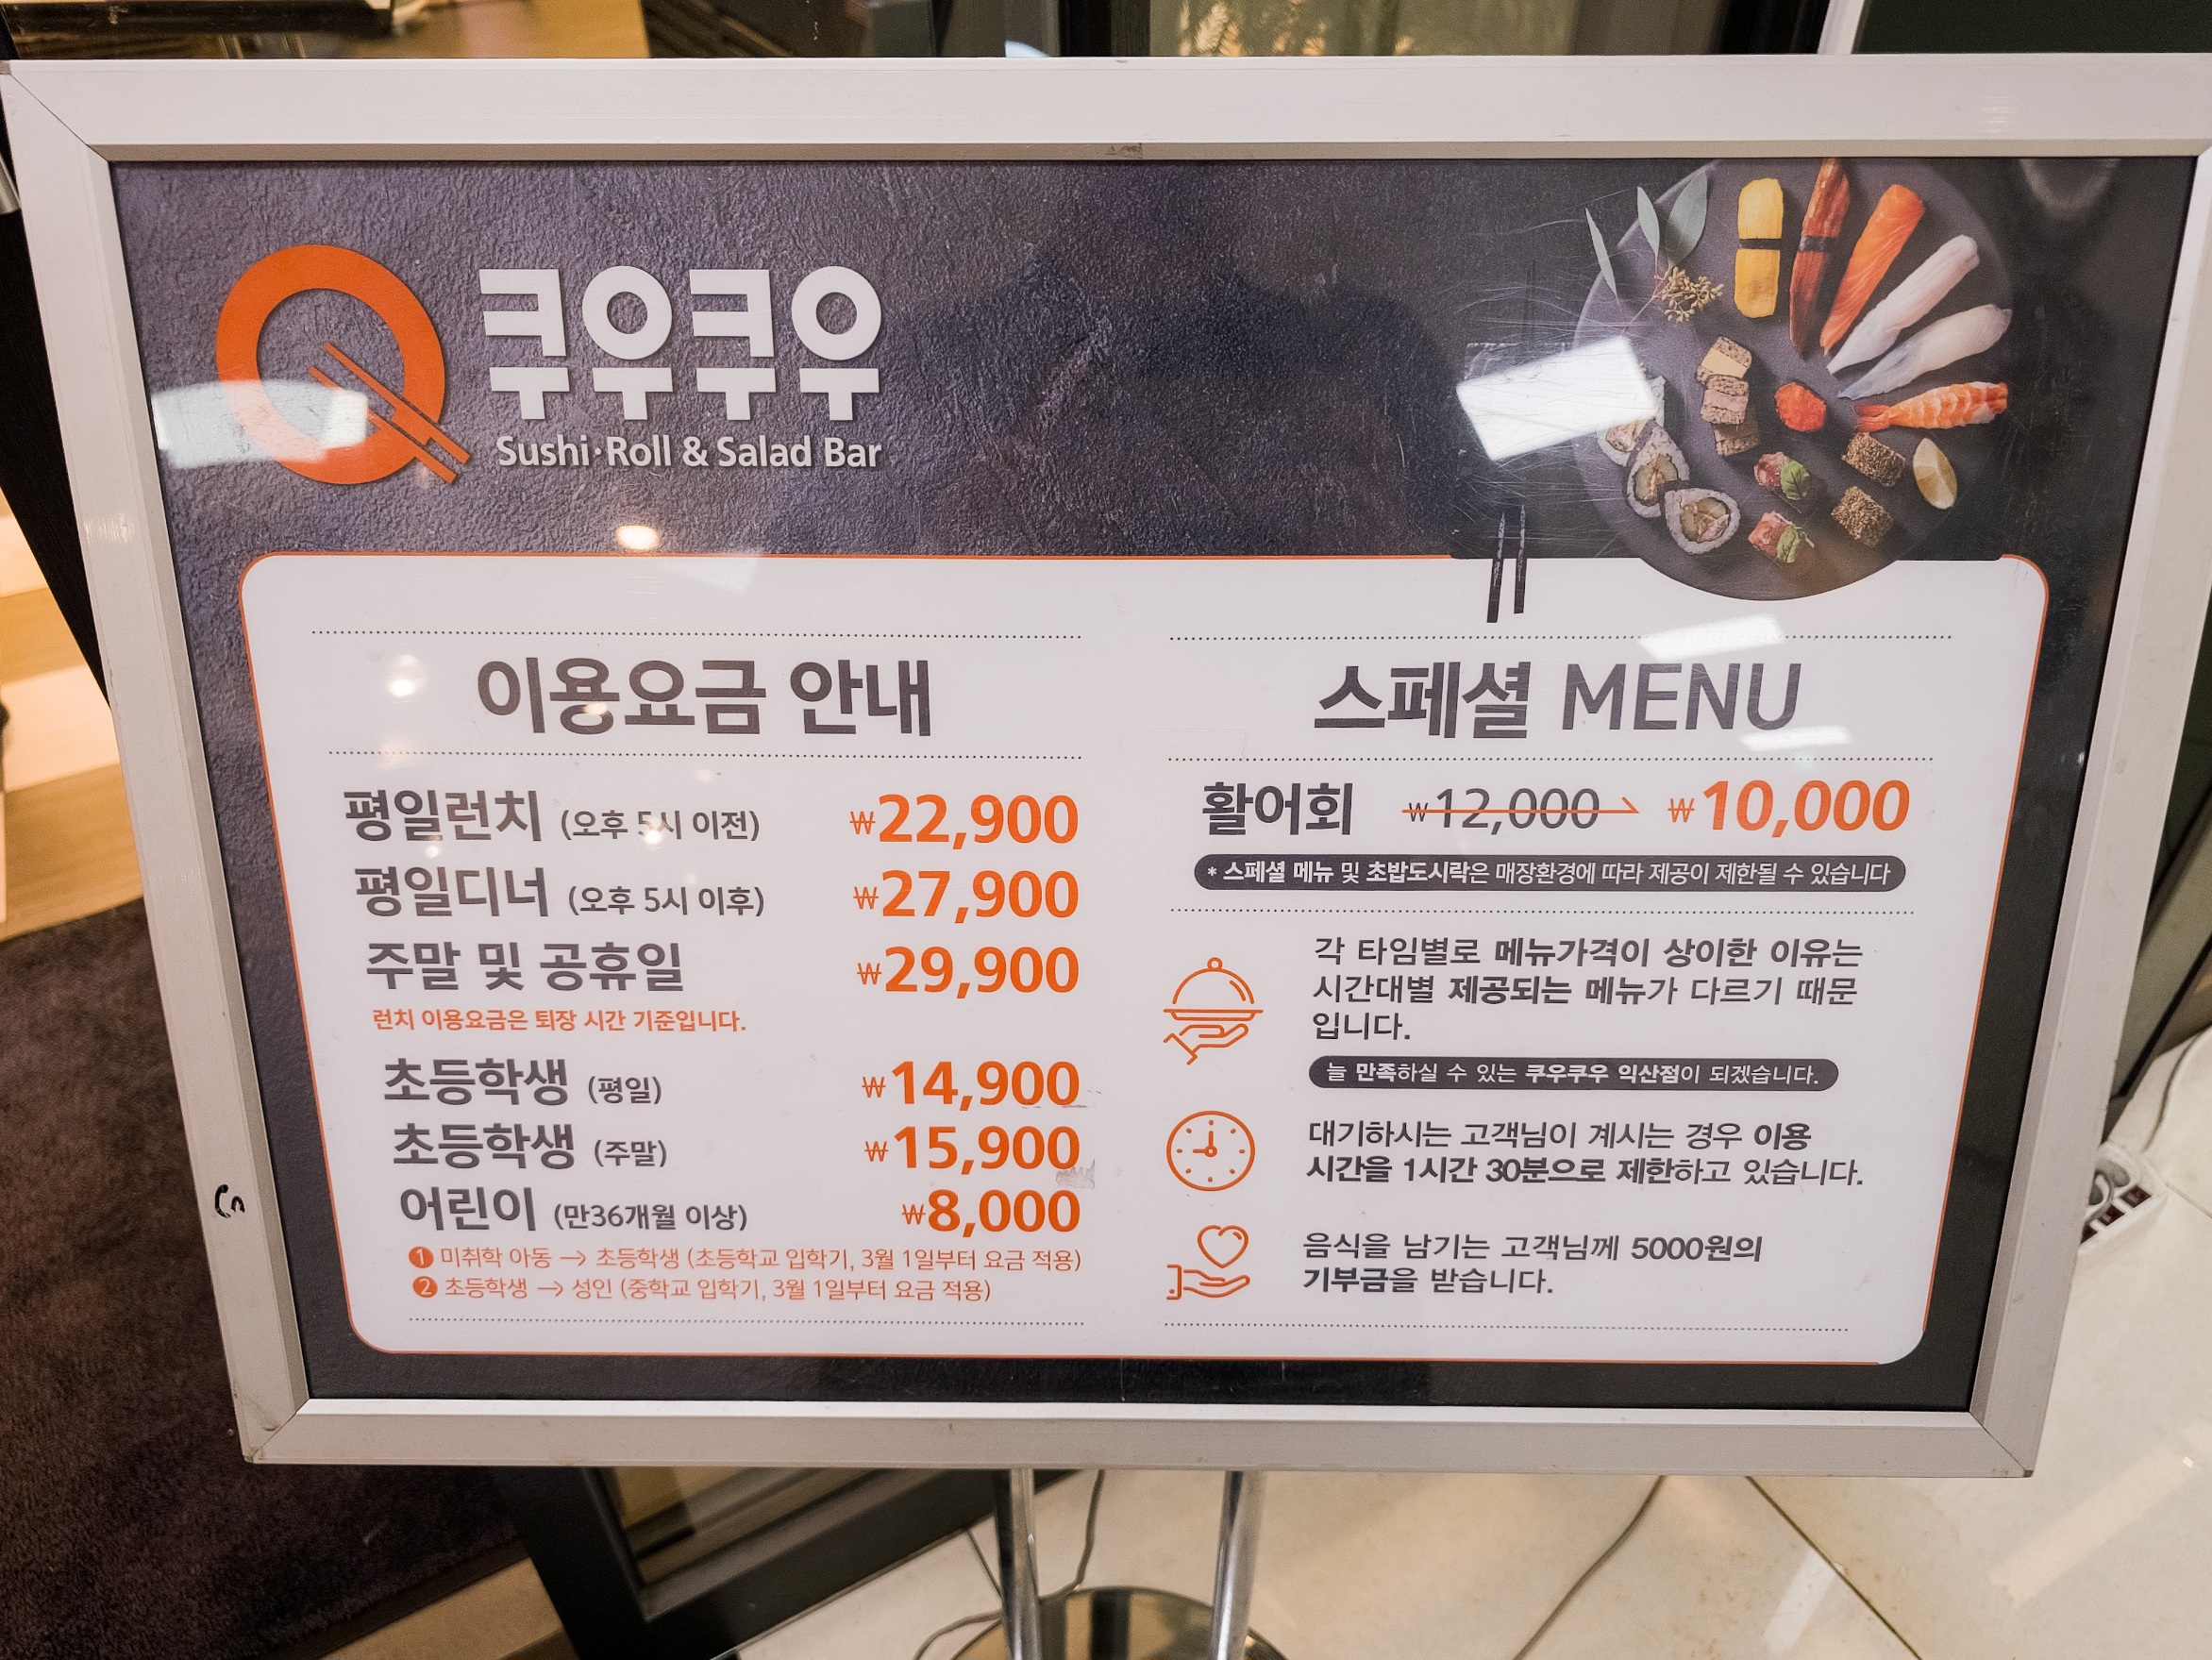 쿠우쿠우
Sushi·Roll & Salad Bar
이용요금 안내
평일런치 (오후 5시 이전) ₩22,900
평일디너 (오후 5시 이후) ₩27,900
주말 및 공휴일 ₩29,900
런치 이용요금은 퇴장 시간 기준입니다.
초등학생 (평일) ₩14,900
초등학생 (주말) ₩15,900
어린이 (만36개월 이상) ₩8,000
1 미취학 아동 → 초등학생 (초등학교 입학기, 3월 1일부터 요금 적용)
2 초등학생 → 성인 (중학교 입학기, 3월 1일부터 요금 적용)
스페셜 MENU
활어회 ₩12,000 → ₩10,000
* 스페셜 메뉴 및 초밥도시락은 매장환경에 따라 제공이 제한될 수 있습니다
각 타임별로 메뉴가격이 상이한 이유는
시간대별 제공되는 메뉴가 다르기 때문
입니다.
늘 만족하실 수 있는 쿠우쿠우 익산점이 되겠습니다.
대기하시는 고객님이 계시는 경우 이용
시간을 1시간 30분으로 제한하고 있습니다.
음식을 남기는 고객님께 5000원의
기부금을 받습니다.